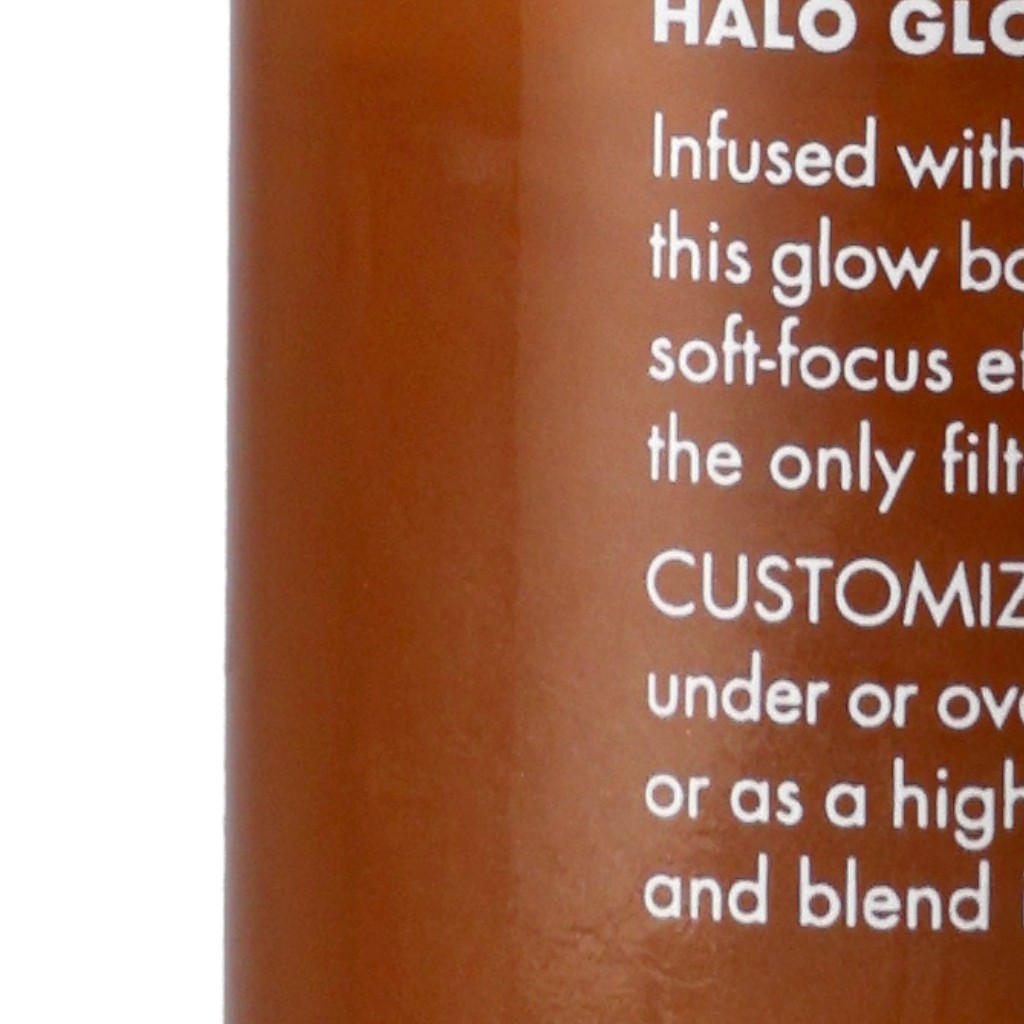 HALO GLO
Infused with
this glow bo
soft-focus ef
the only filt
CUSTOMIZ
under or ove
or as a high
and blend